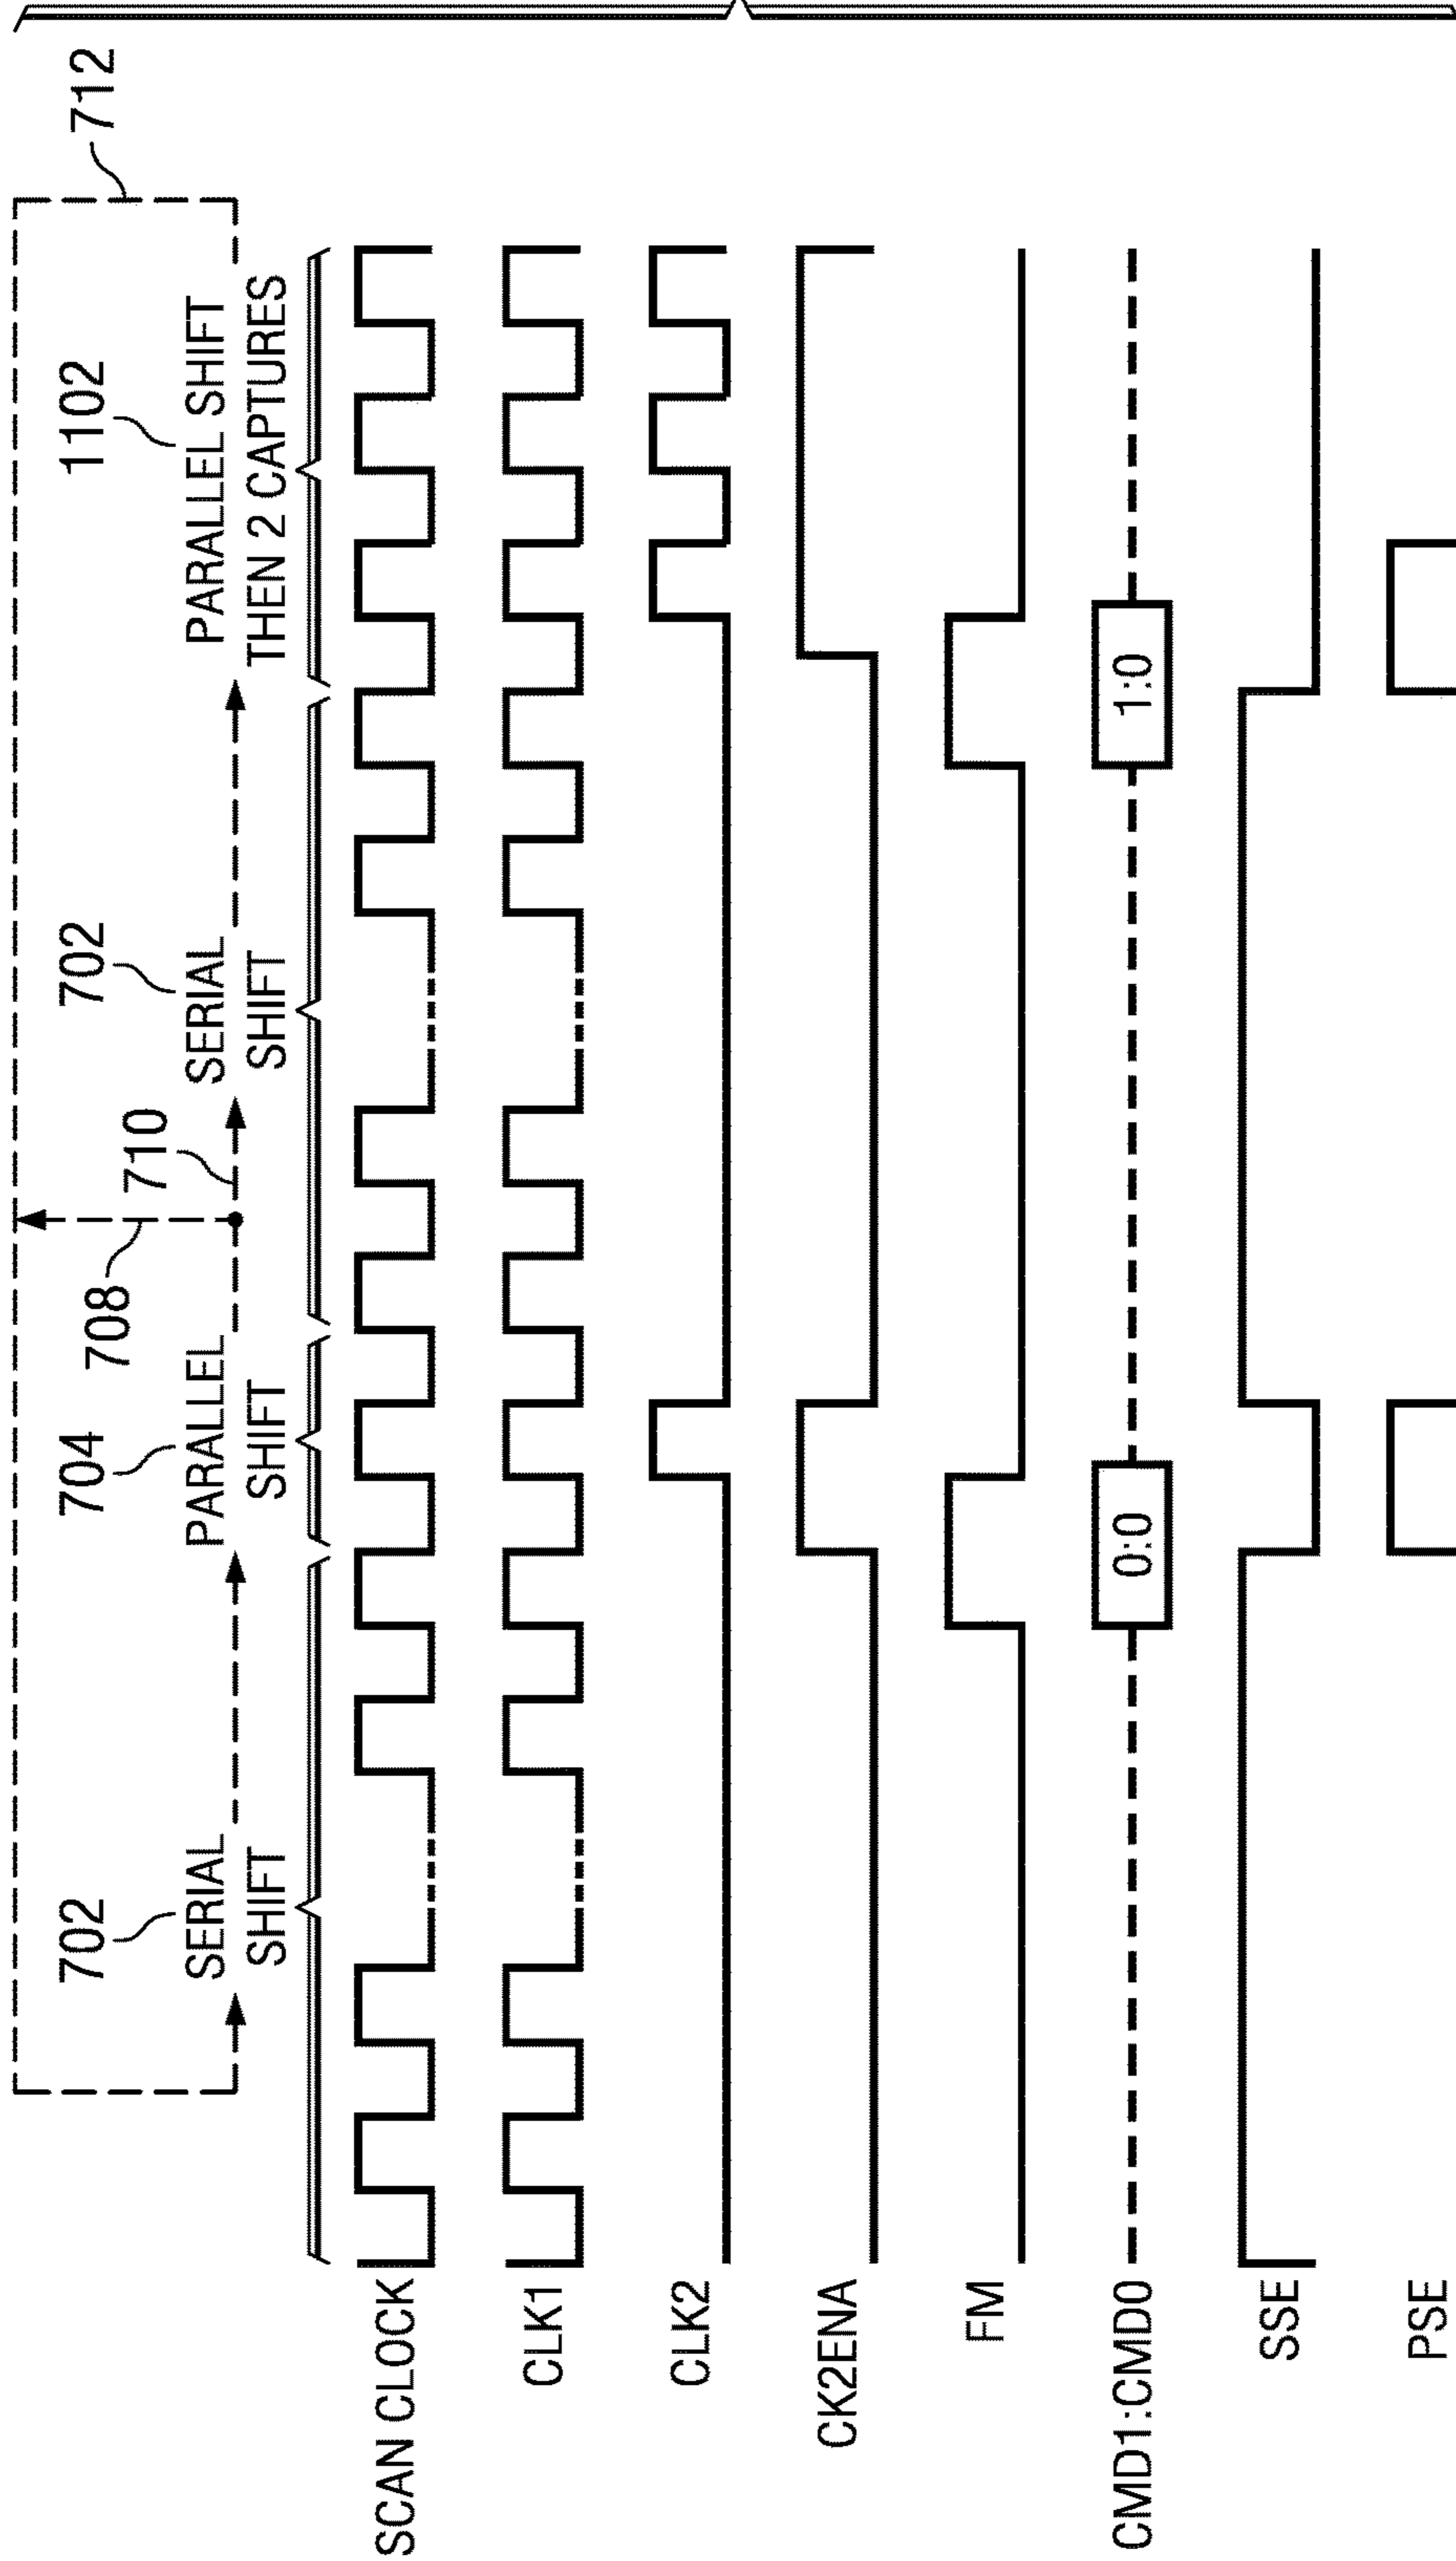 712
702
704
708
710
702
1102
SERIAL
SHIFT
PARALLEL
SHIFT
SERIAL
SHIFT
PARALLEL SHIFT
THEN 2 CAPTURES
SCAN CLOCK
CLK1
CLK2
CK2ENA
FM
CMD1:CMD0
0:0
1:0
SSE
PSE